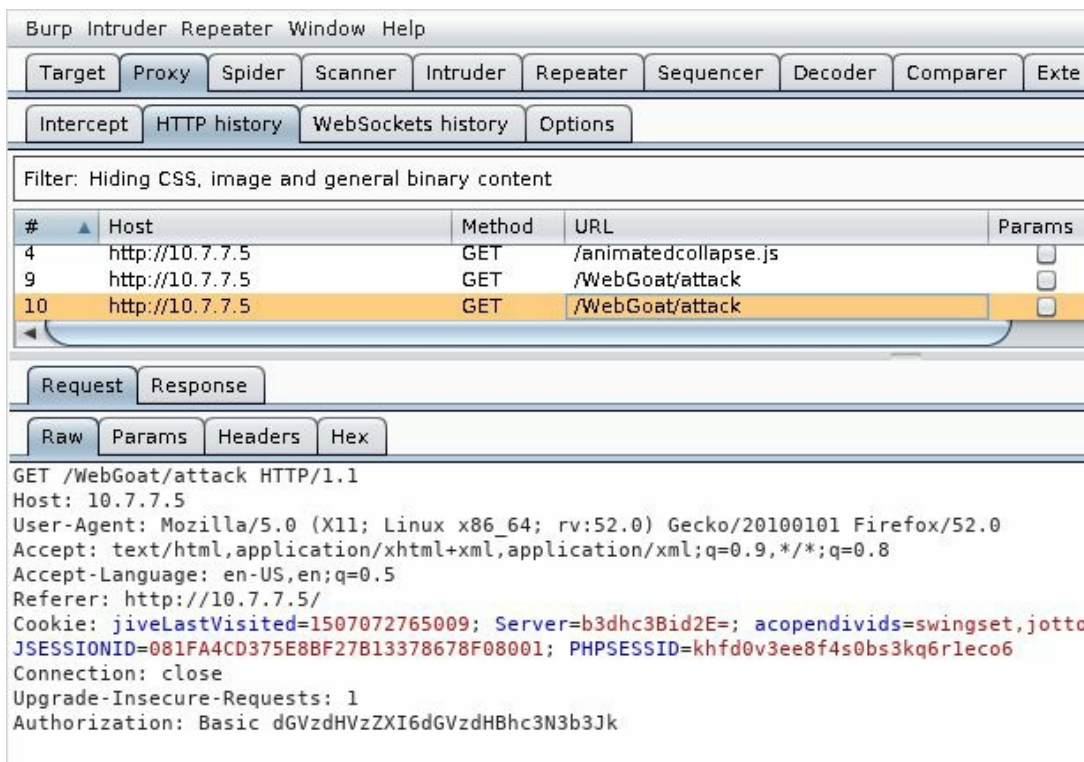 Burp Intruder Repeater Window Help
Target Proxy Spider Scanner Intruder Repeater Sequencer Decoder Comparer Exte
Intercept HTTP history WebSockets history Options
Filter: Hiding CSS, image and general binary content
# Host Method URL Params
4 http://10.7.7.5 GET /animatedcollapse.js
9 http://10.7.7.5 GET /WebGoat/attack
10 http://10.7.7.5 GET /WebGoat/attack
Request Response
Raw Params Headers Hex
GET /WebGoat/attack HTTP/1.1
Host: 10.7.7.5
User-Agent: Mozilla/5.0 (X11; Linux x86_64; rv:52.0) Gecko/20100101 Firefox/52.0
Accept: text/html,application/xhtml+xml,application/xml;q=0.9,*/*;q=0.8
Accept-Language: en-US,en;q=0.5
Referer: http://10.7.7.5/
Cookie: jiveLastVisited=1507072765009; Server=b3dhc3Bid2E=; acopendivids=swingset,jotto
JSESSIONID=081FA4CD375E8BF27B13378678F08001; PHPSESSID=khfd0v3ee8f4s0bs3kq6r1eco6
Connection: close
Upgrade-Insecure-Requests: 1
Authorization: Basic dGVzdHVzZXI6dGVzdHBhc3N3b3Jk